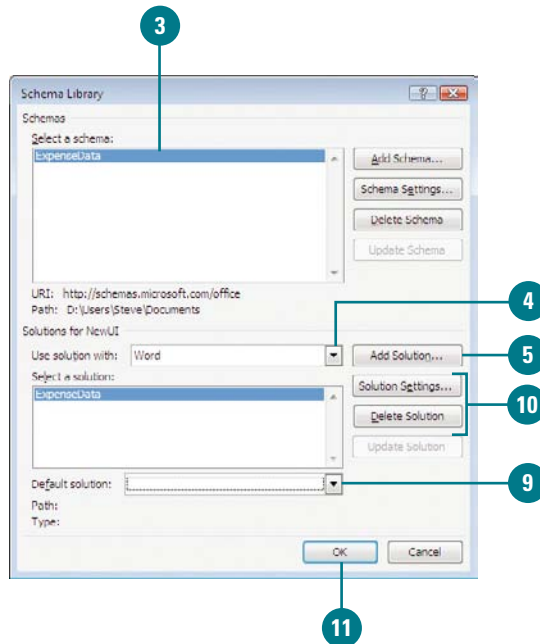 3
Schema Library
Schemas
Select a schema:
ExpenseData
Add Schema...
Schema Settings...
Delete Schema
Update Schema
URI: http://schemas.microsoft.com/office
Path: D:\Users\Steve\Documents
4
Solutions for NewUI
Use solution with: Word
Add Solution...
5
Select a solution:
ExpenseData
Solution Settings...
10
Delete Solution
Update Solution
Default solution:
9
Path:
Type:
OK
Cancel
11